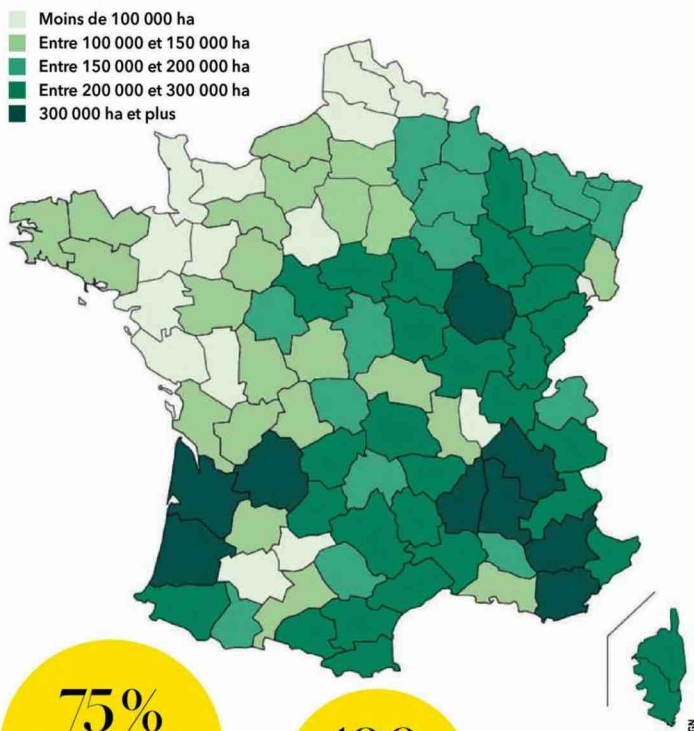 Moins de 100 000 ha
Entre 100 000 et 150 000 ha
Entre 150 000 et 200 000 ha
Entre 200 000 et 300 000 ha
300 000 ha et plus
75%